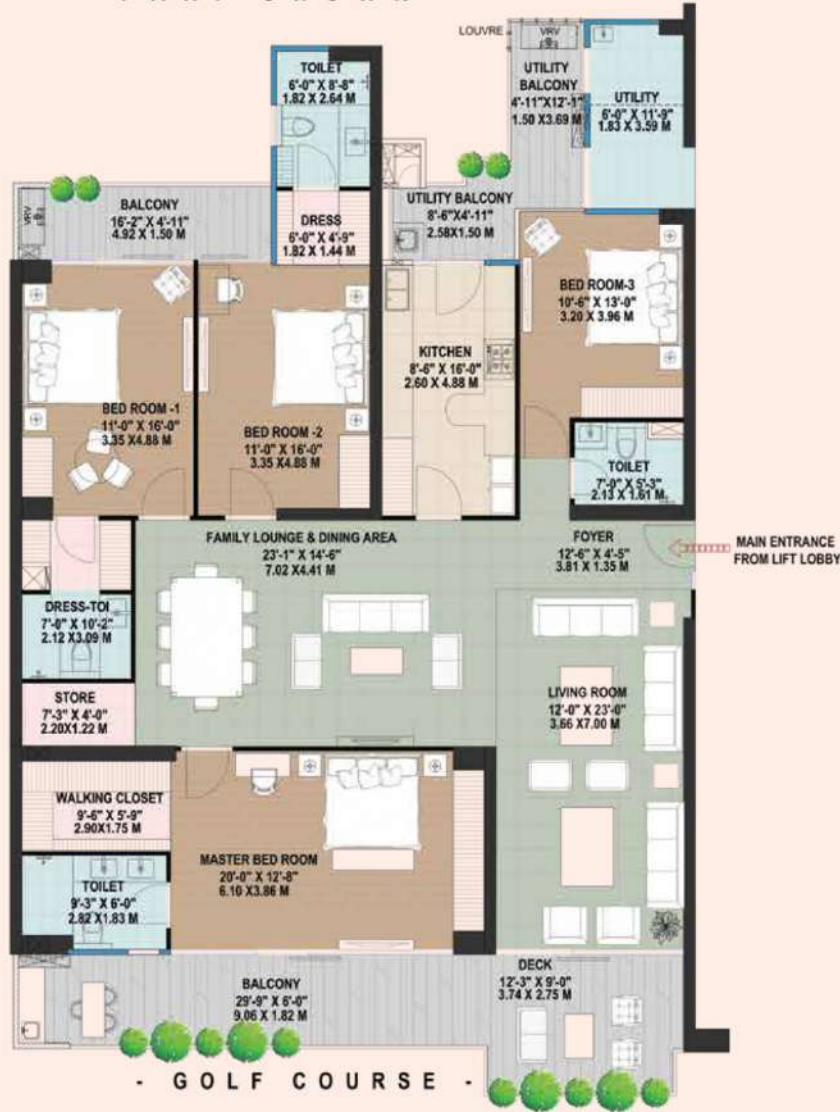 LOUVRE
VRV
TOILET
6'-0" X 8'-8"
1.82 X 2.64 M
UTILITY
BALCONY
4'-11"X12'-1"
1.50 X3.69 M
UTILITY
6'-0" X 11'-9"
1.83 X 3.59 M
VRV
BALCONY
16'-2" X 4'-11"
4.92 X 1.50 M
DRESS
6'-0" X 4'-9"
1.82 X 1.44 M
UTILITY BALCONY
8'-6"X4'-11"
2.58X1.50 M
BED ROOM-3
10'-6" X 13'-0"
3.20 X 3.96 M
KITCHEN
8'-6" X 16'-0"
2.60 X 4.88 M
BED ROOM -1
11'-0" X 16'-0"
3.35 X4.88 M
BED ROOM -2
11'-0" X 16'-0"
3.35 X4.88 M
TOILET
7'-0" X 5'-3"
2.13 X 1.61 M
FAMILY LOUNGE & DINING AREA
23'-1" X 14'-6"
7.02 X4.41 M
FOYER
12'-6" X 4'-5"
3.81 X 1.35 M
MAIN ENTRANCE
FROM LIFT LOBBY
DRESS-TOI
7'-0" X 10'-2"
2.12 X3.09 M
STORE
7'-3" X 4'-0"
2.20X1.22 M
LIVING ROOM
12'-0" X 23'-0"
3.66 X7.00 M
WALKING CLOSET
9'-6" X 5'-9"
2.90X1.75 M
MASTER BED ROOM
20'-0" X 12'-8"
6.10 X3.86 M
TOILET
9'-3" X 6'-0"
2.82 X1.83 M
BALCONY
29'-9" X 6'-0"
9.06 X 1.82 M
DECK
12'-3" X 9'-0"
3.74 X 2.75 M
- GOLF COURSE -